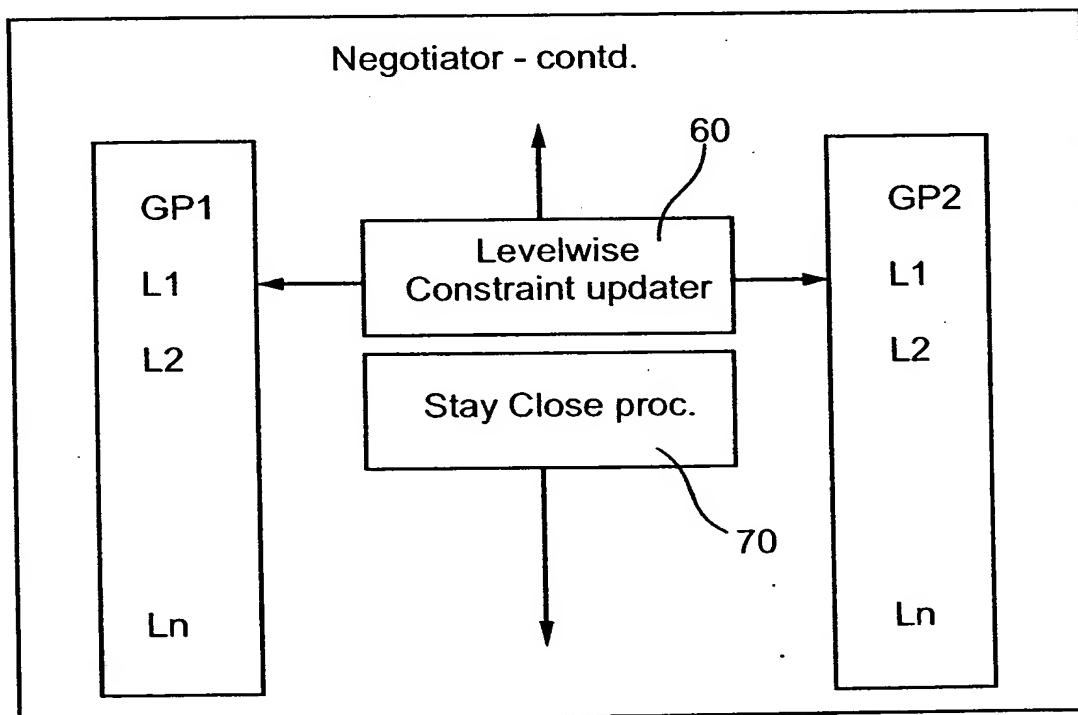 Negotiator - contd.
60
GP1
L1
L2
Ln
Levelwise
Constraint updater
Stay Close proc.
70
GP2
L1
L2
Ln